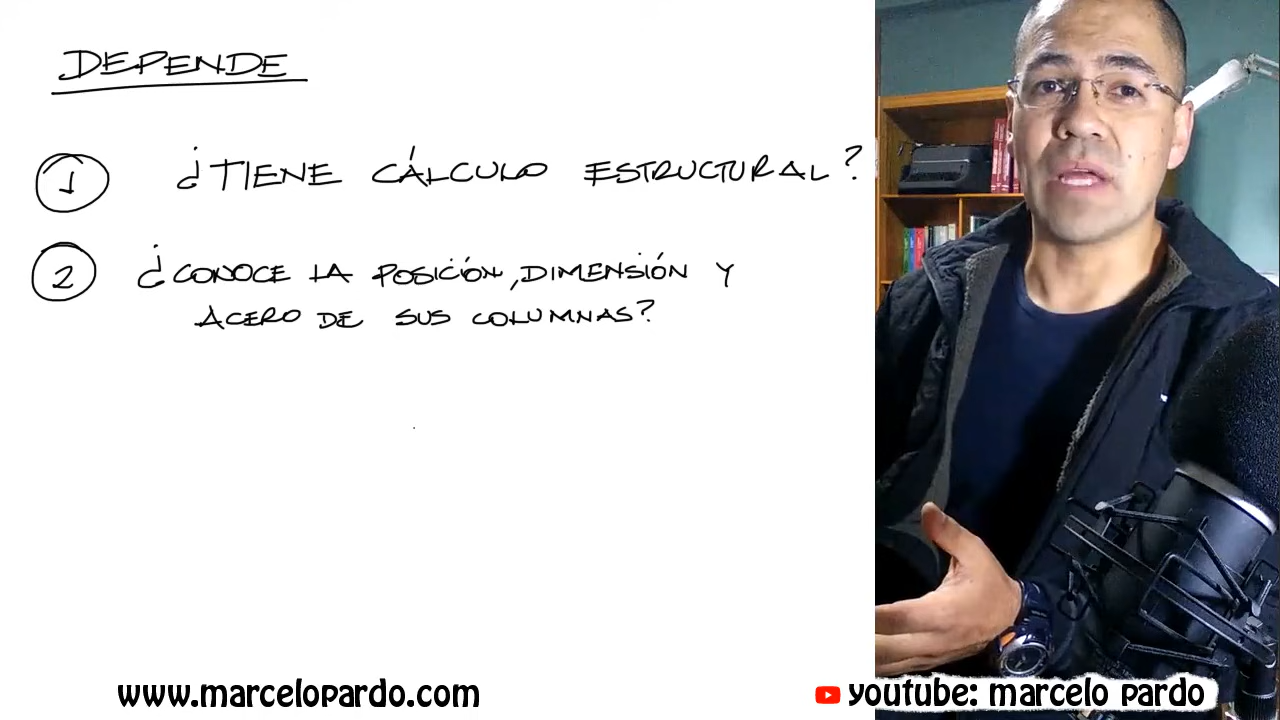 DEPENDE
1 ¿TIENE CÁLCULO ESTRUCTURAL?
2 ¿CONOCE LA POSICIÓN, DIMENSIÓN Y
ACERO DE SUS COLUMNAS?
www.marcelopardo.com
youtube: marcelo pardo